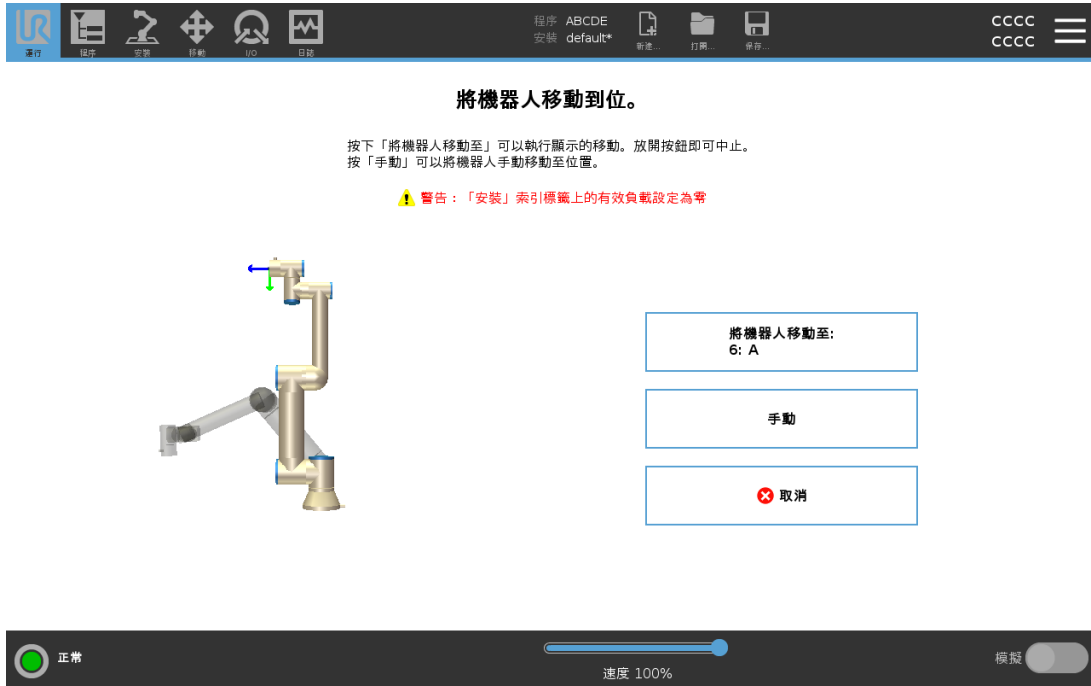 UR
運行
程序
安裝
移動
I/O
日誌
程序 ABCDE
安裝 default*
新建...
打開...
保存...
CCCC
CCCC
將機器人移動到位。
按下「將機器人移動至」可以執行顯示的移動。放開按鈕即可中止。
按「手動」可以將機器人手動移動至位置。
警告:「安裝」索引標籤上的有效負載設定為零
將機器人移動至:
6: A
手動
取消
正常
速度 100%
模擬